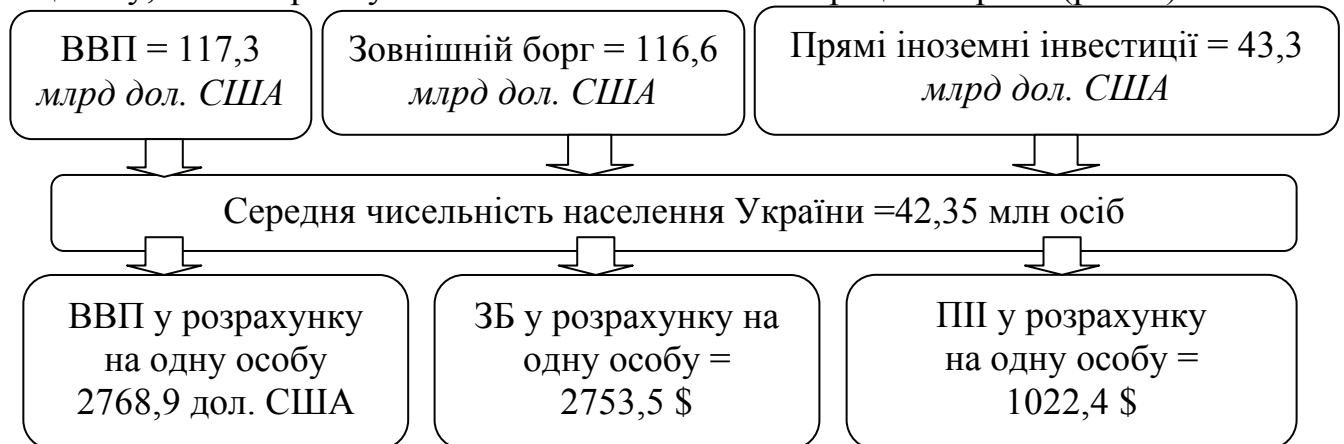 ВВП = 117,3
млрд дол. США
Зовнішній борг = 116,6
млрд дол. США
Прямі іноземні інвестиції = 43,3
млрд дол. США
Середня чисельність населення України =42,35 млн осіб
ВВП у розрахунку
на одну особу
2768,9 дол. США
ЗБ у розрахунку на
одну особу =
2753,5 $
ПІІ у розрахунку
на одну особу =
1022,4 $